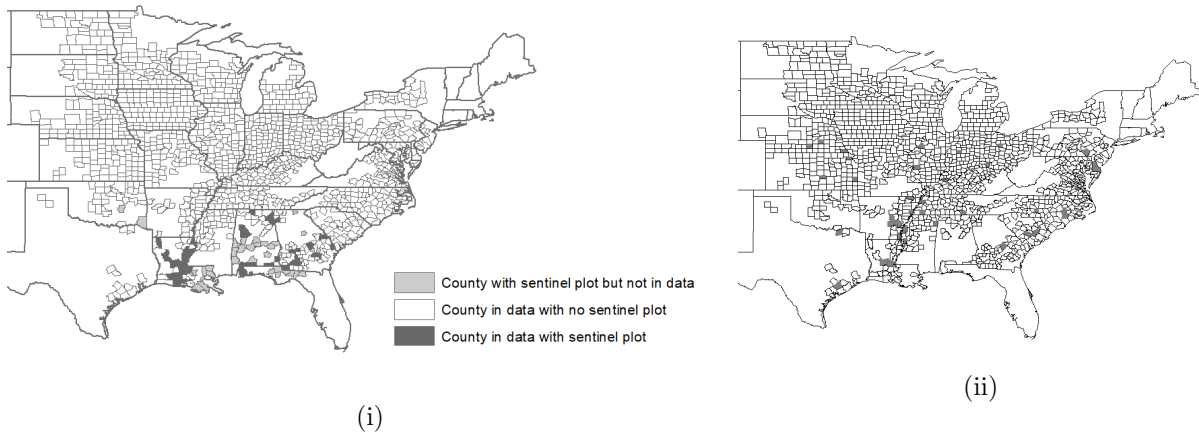 County with sentinel plot but not in data
County in data with no sentinel plot
County in data with sentinel plot
(i)
(ii)